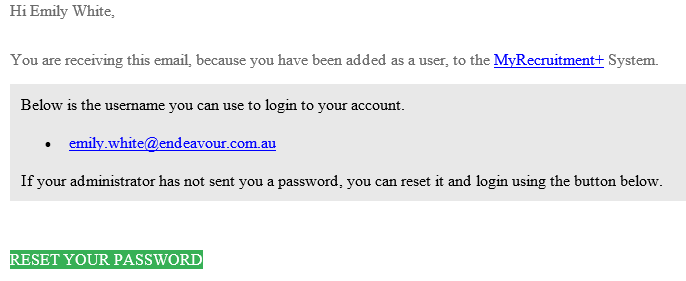 Hi Emily White,
You are receiving this email, because you have been added as a user, to the MyRecruitment+ System.
Below is the username you can use to login to your account.
• emily.white@endeavour.com.au
If your administrator has not sent you a password, you can reset it and login using the button below.
RESET YOUR PASSWORD